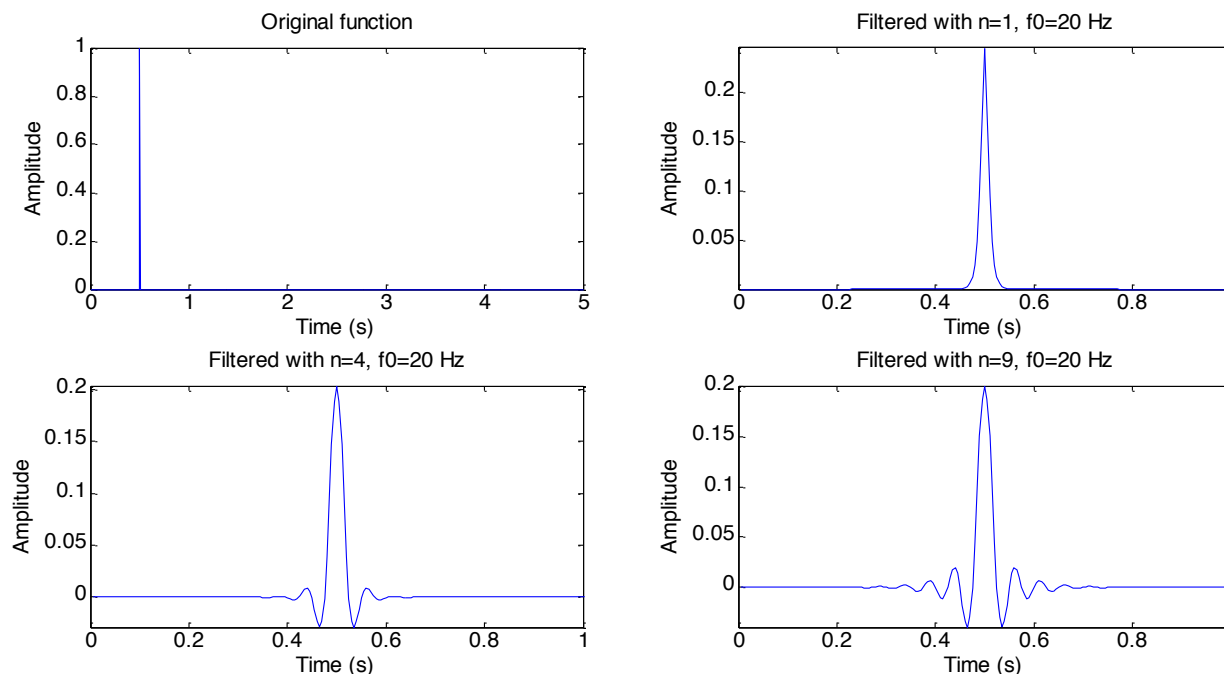 Original function
1
0.8
0.6
0.4
0.2
0
Amplitude
0 1 2 3 4 5
Time (s)
Filtered with n=1, f0=20 Hz
0.2
0.15
0.1
0.05
Amplitude
0 0.2 0.4 0.6 0.8
Time (s)
Filtered with n=4, f0=20 Hz
0.2
0.15
0.1
0.05
0
Amplitude
0 0.2 0.4 0.6 0.8 1
Time (s)
Filtered with n=9, f0=20 Hz
0.2
0.15
0.1
0.05
0
Amplitude
0 0.2 0.4 0.6 0.8
Time (s)